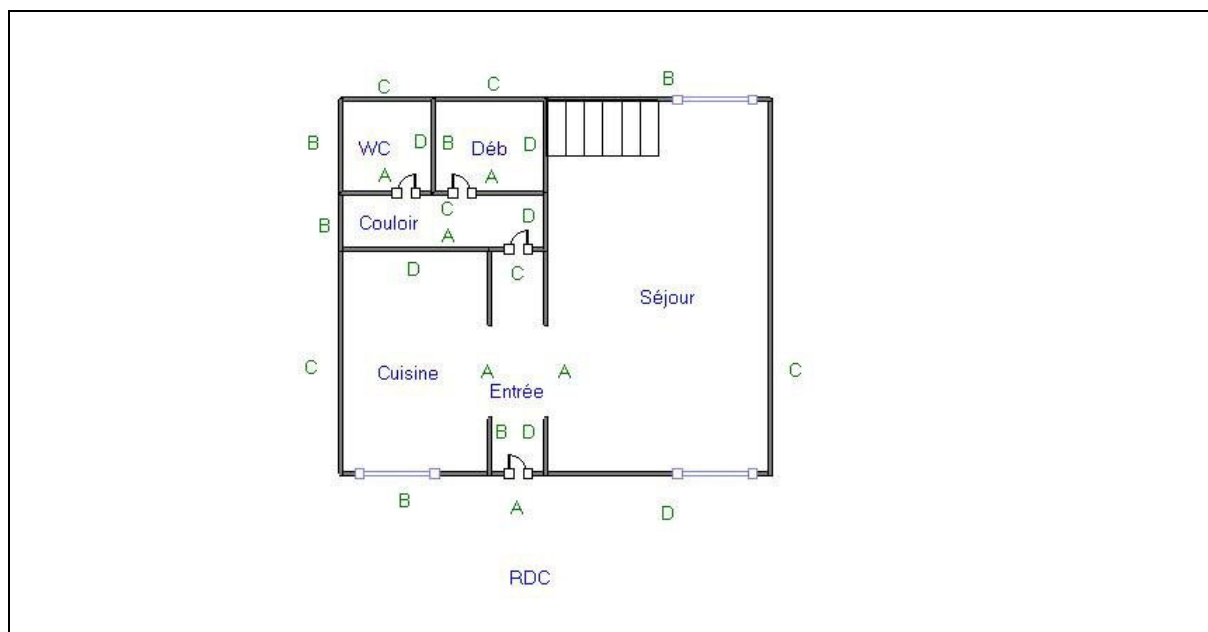 C C B
B WC D B Déb D
A A
B Couloir C D
A
D C
Séjour
C Cuisine A A C
Entrée
B D
B A D
RDC